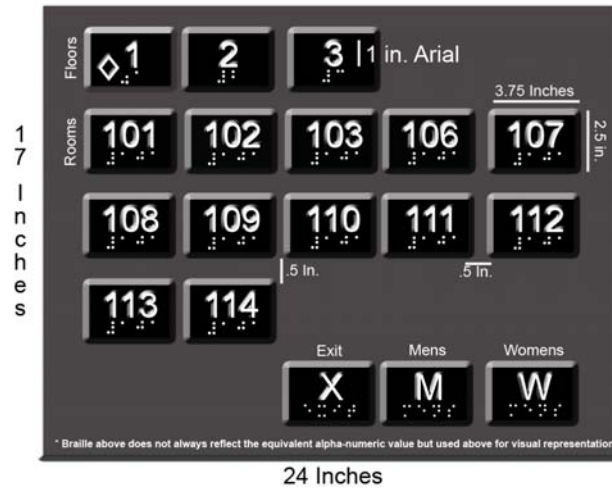 Floors
1 2 3 1 in. Arial
3.75 Inches
Rooms
101 102 103 106 107
2.5 in.
17 Inches
108 109 110 111 112
.5 In. .5 In.
113 114
Exit Mens Womens
X M W
* Braille above does not always reflect the equivalent alpha-numeric value but used above for visual representation
24 Inches